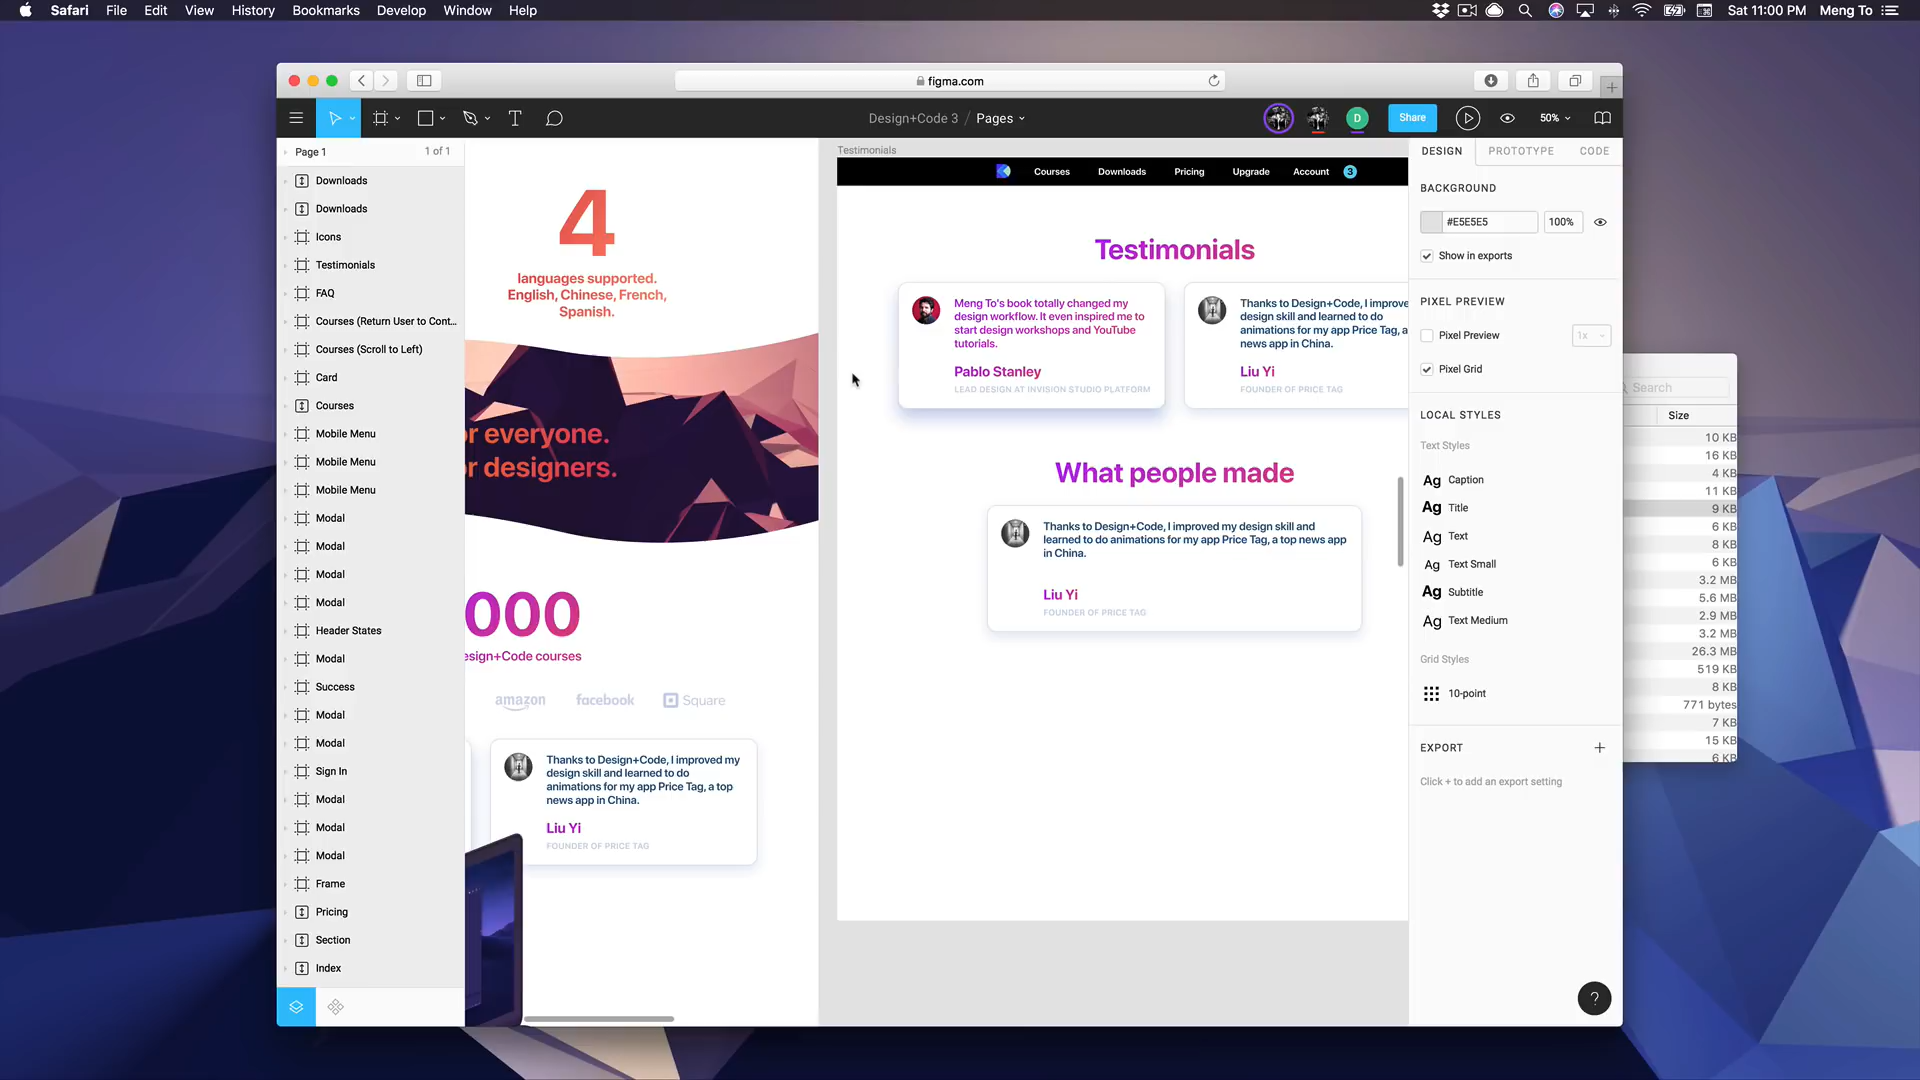 Safari File Edit View History Bookmarks Develop Window Help
Sat 11:00 PM Meng To
figma.com
Design+Code 3 / Pages
D
Share
50%
Page 1
1 of 1
Downloads
Downloads
Icons
Testimonials
FAQ
Courses (Return User to Cont...
Courses (Scroll to Left)
Card
Courses
Mobile Menu
Mobile Menu
Mobile Menu
Modal
Modal
Modal
Modal
Header States
Modal
Success
Modal
Modal
Sign In
Modal
Modal
Modal
Frame
Pricing
Section
Index
4
languages supported.
English, Chinese, French,
Spanish.
r everyone.
r designers.
000
esign+Code courses
amazon facebook Square
Thanks to Design+Code, I improved my
design skill and learned to do
animations for my app Price Tag, a top
news app in China.
Liu Yi
FOUNDER OF PRICE TAG
Testimonials
Courses Downloads Pricing Upgrade Account 3
Testimonials
Meng To's book totally changed my
design workflow. It even inspired me to
start design workshops and YouTube
tutorials.
Pablo Stanley
LEAD DESIGN AT INVISION STUDIO PLATFORM
Thanks to Design+Code, I improve
design skill and learned to do
animations for my app Price Tag, a
news app in China.
Liu Yi
FOUNDER OF PRICE TAG
What people made
Thanks to Design+Code, I improved my design skill and
learned to do animations for my app Price Tag, a top news app
in China.
Liu Yi
FOUNDER OF PRICE TAG
DESIGN PROTOTYPE CODE
BACKGROUND
#E5E5E5 100%
Show in exports
PIXEL PREVIEW
Pixel Preview 1x
Pixel Grid
LOCAL STYLES
Text Styles
Ag Caption
Ag Title
Ag Text
Ag Text Small
Ag Subtitle
Ag Text Medium
Grid Styles
10-point
EXPORT
Click + to add an export setting
?
Search
Size
10 KB
16 KB
4 KB
11 KB
9 KB
6 KB
8 KB
6 KB
3.2 MB
5.6 MB
2.9 MB
3.2 MB
26.3 MB
519 KB
8 KB
771 bytes
7 KB
15 KB
6 KB